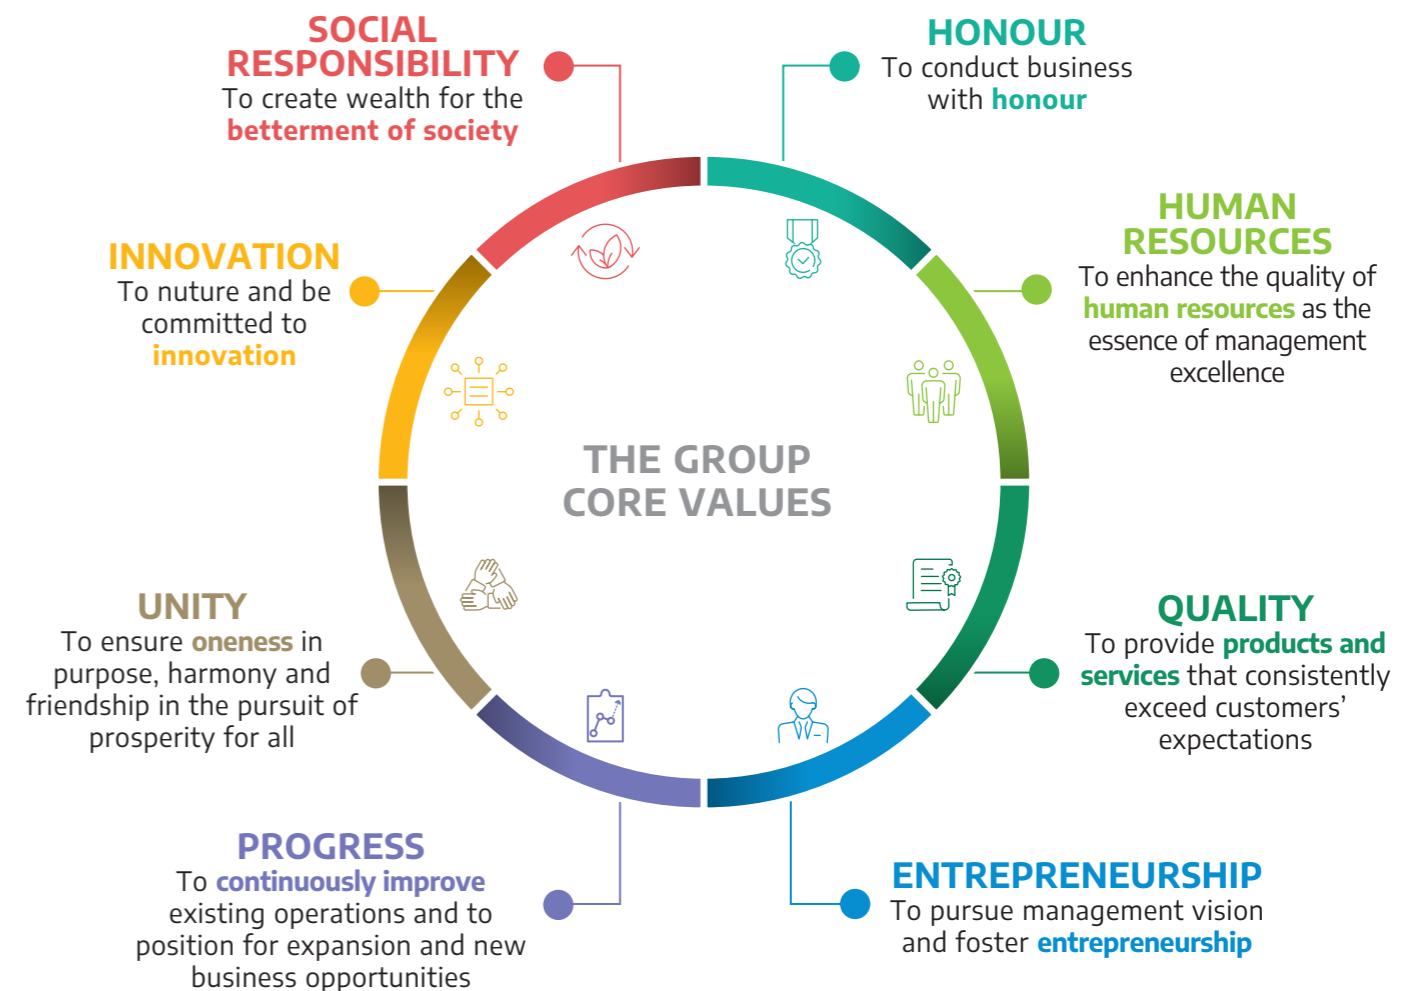 SOCIAL
RESPONSIBILITY
To create wealth for the
betterment of society
HONOUR
To conduct business
with honour
HUMAN
RESOURCES
To enhance the quality of
human resources as the
essence of management
excellence
INNOVATION
To nuture and be
committed to
innovation
THE GROUP
CORE VALUES
UNITY
To ensure oneness in
purpose, harmony and
friendship in the pursuit of
prosperity for all
QUALITY
To provide products and
services that consistently
exceed customers’
expectations
PROGRESS
To continuously improve
existing operations and to
position for expansion and new
business opportunities
ENTREPRENEURSHIP
To pursue management vision
and foster entrepreneurship